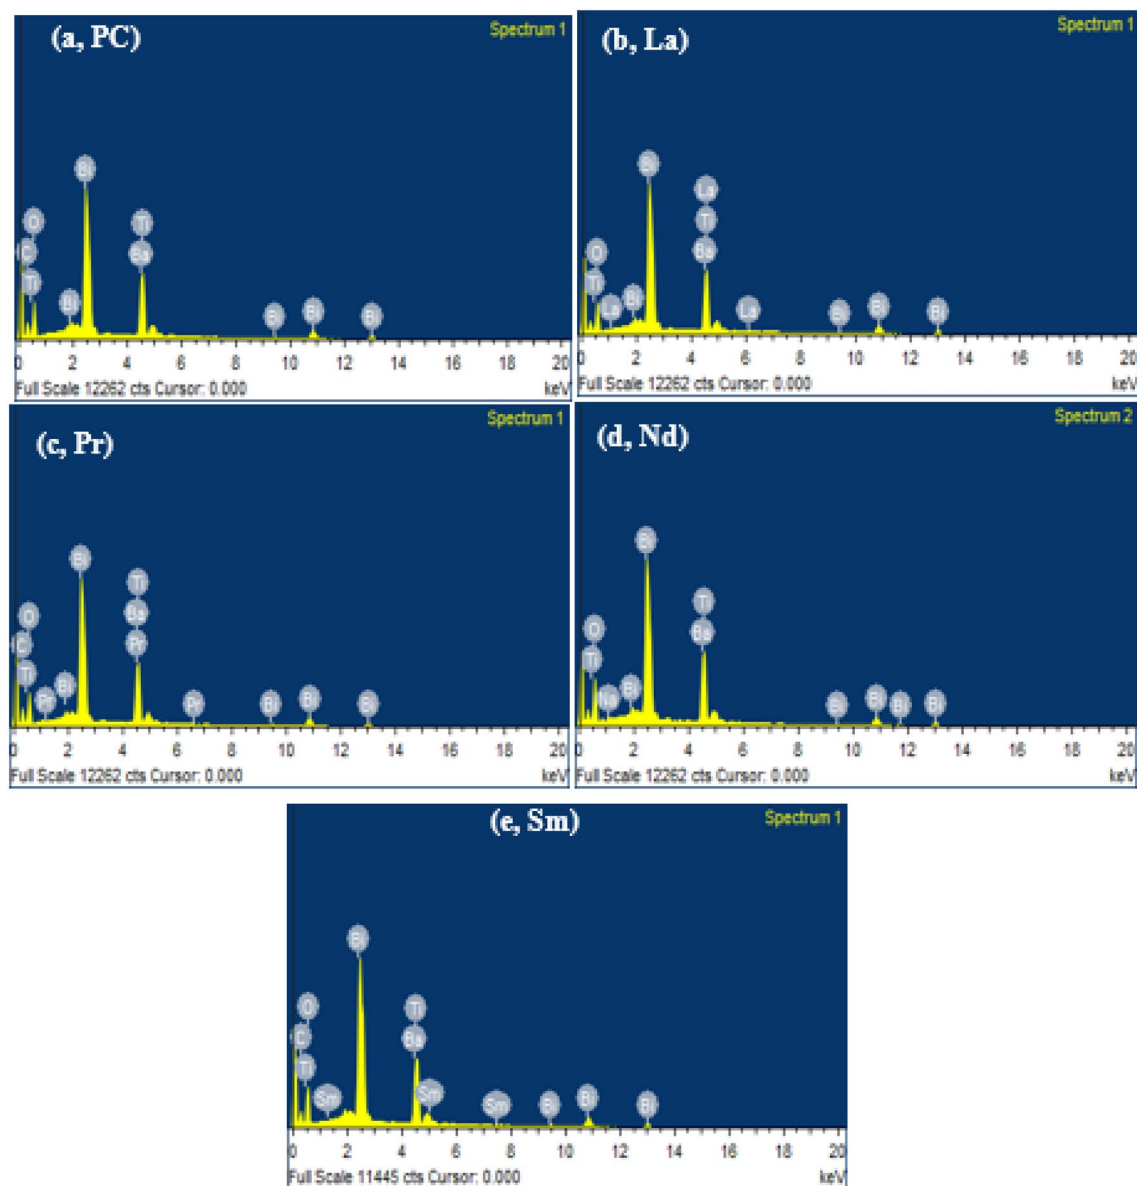 (a, PC)
Spectrum 1
Bi
O
Ti
C
Ba
Ti
Bi
Bi
Bi
Bi
0 2 4 6 8 10 12 14 16 18 20
Full Scale 12262 cts Cursor: 0.000
keV
(b, La)
Spectrum 1
Bi
La
O
Ti
Ba
Ti
La
Bi
La
Bi
Bi
Bi
0 2 4 6 8 10 12 14 16 18 20
Full Scale 12262 cts Cursor: 0.000
keV
(c, Pr)
Spectrum 1
Bi
Ti
O
Ba
C
Pr
Ti
Pr
Bi
Pr
Bi
Bi
Bi
0 2 4 6 8 10 12 14 16 18 20
Full Scale 12262 cts Cursor: 0.000
keV
(d, Nd)
Spectrum 2
Bi
Ti
O
Ba
Ti
Bi
Bi
Bi
Bi
Bi
0 2 4 6 8 10 12 14 16 18 20
Full Scale 12262 cts Cursor: 0.000
keV
(e, Sm)
Spectrum 1
Bi
O
Ti
C
Ba
Ti
Sm
Sm
Sm
Bi
Bi
Bi
0 2 4 6 8 10 12 14 16 18 20
Full Scale 11445 cts Cursor: 0.000
keV